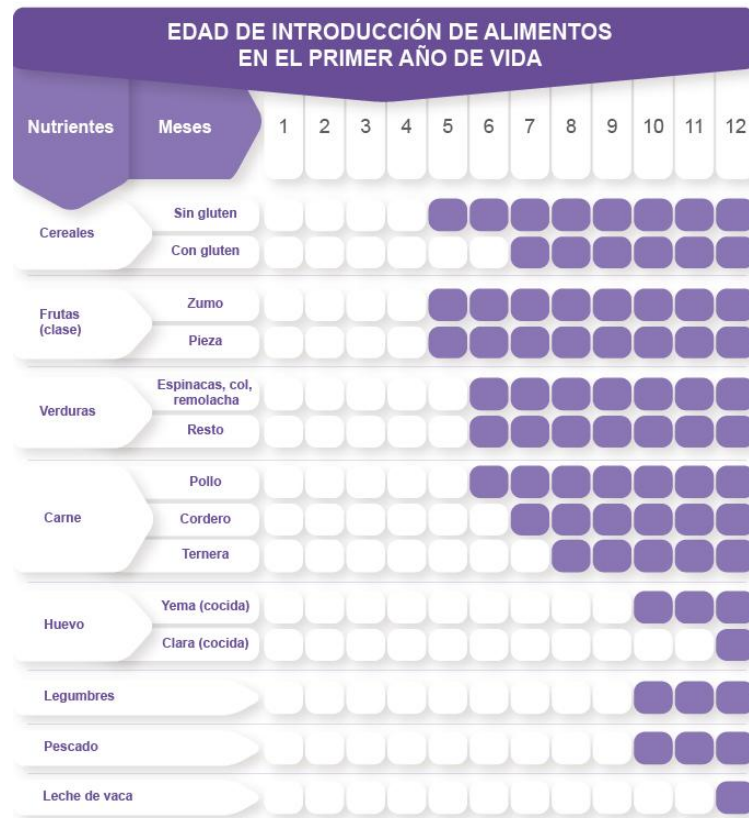 EDAD DE INTRODUCCIÓN DE ALIMENTOS
EN EL PRIMER AÑO DE VIDA
Nutrientes Meses 1 2 3 4 5 6 7 8 9 10 11 12
Cereales
Sin gluten
Con gluten
Frutas
(clase)
Zumo
Pieza
Verduras
Espinacas, col,
remolacha
Resto
Carne
Pollo
Cordero
Ternera
Huevo
Yema (cocida)
Clara (cocida)
Legumbres
Pescado
Leche de vaca